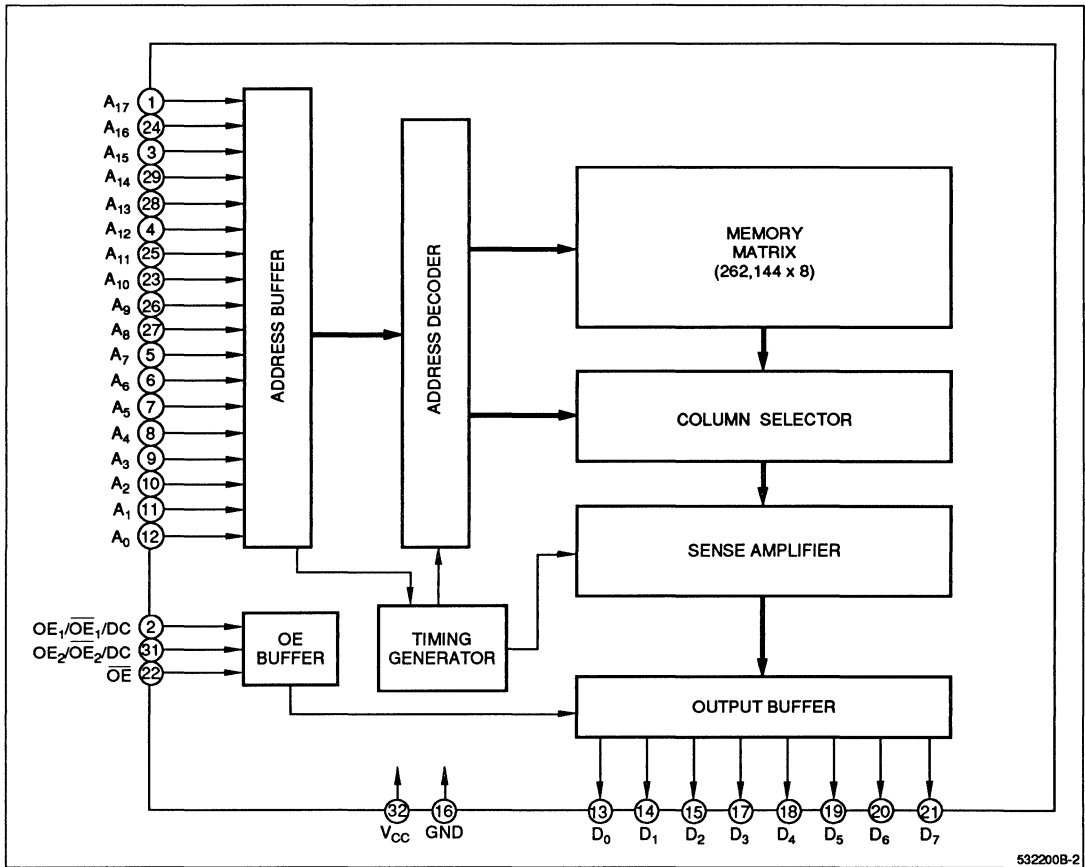 A17 1
A16 24
A15 3
A14 29
A13 28
A12 4
A11 25
A10 23
A9 26
A8 27
A7 5
A6 6
A5 7
A4 8
A3 9
A2 10
A1 11
A0 12
ADDRESS BUFFER
ADDRESS DECODER
MEMORY
MATRIX
(262,144 x 8)
COLUMN SELECTOR
SENSE AMPLIFIER
OE1/O̅E̅1/DC 2
OE2/O̅E̅2/DC 31
O̅E̅ 22
OE
BUFFER
TIMING
GENERATOR
OUTPUT BUFFER
32 16 13 14 15 17 18 19 20 21
VCC GND D0 D1 D2 D3 D4 D5 D6 D7
532200B-2